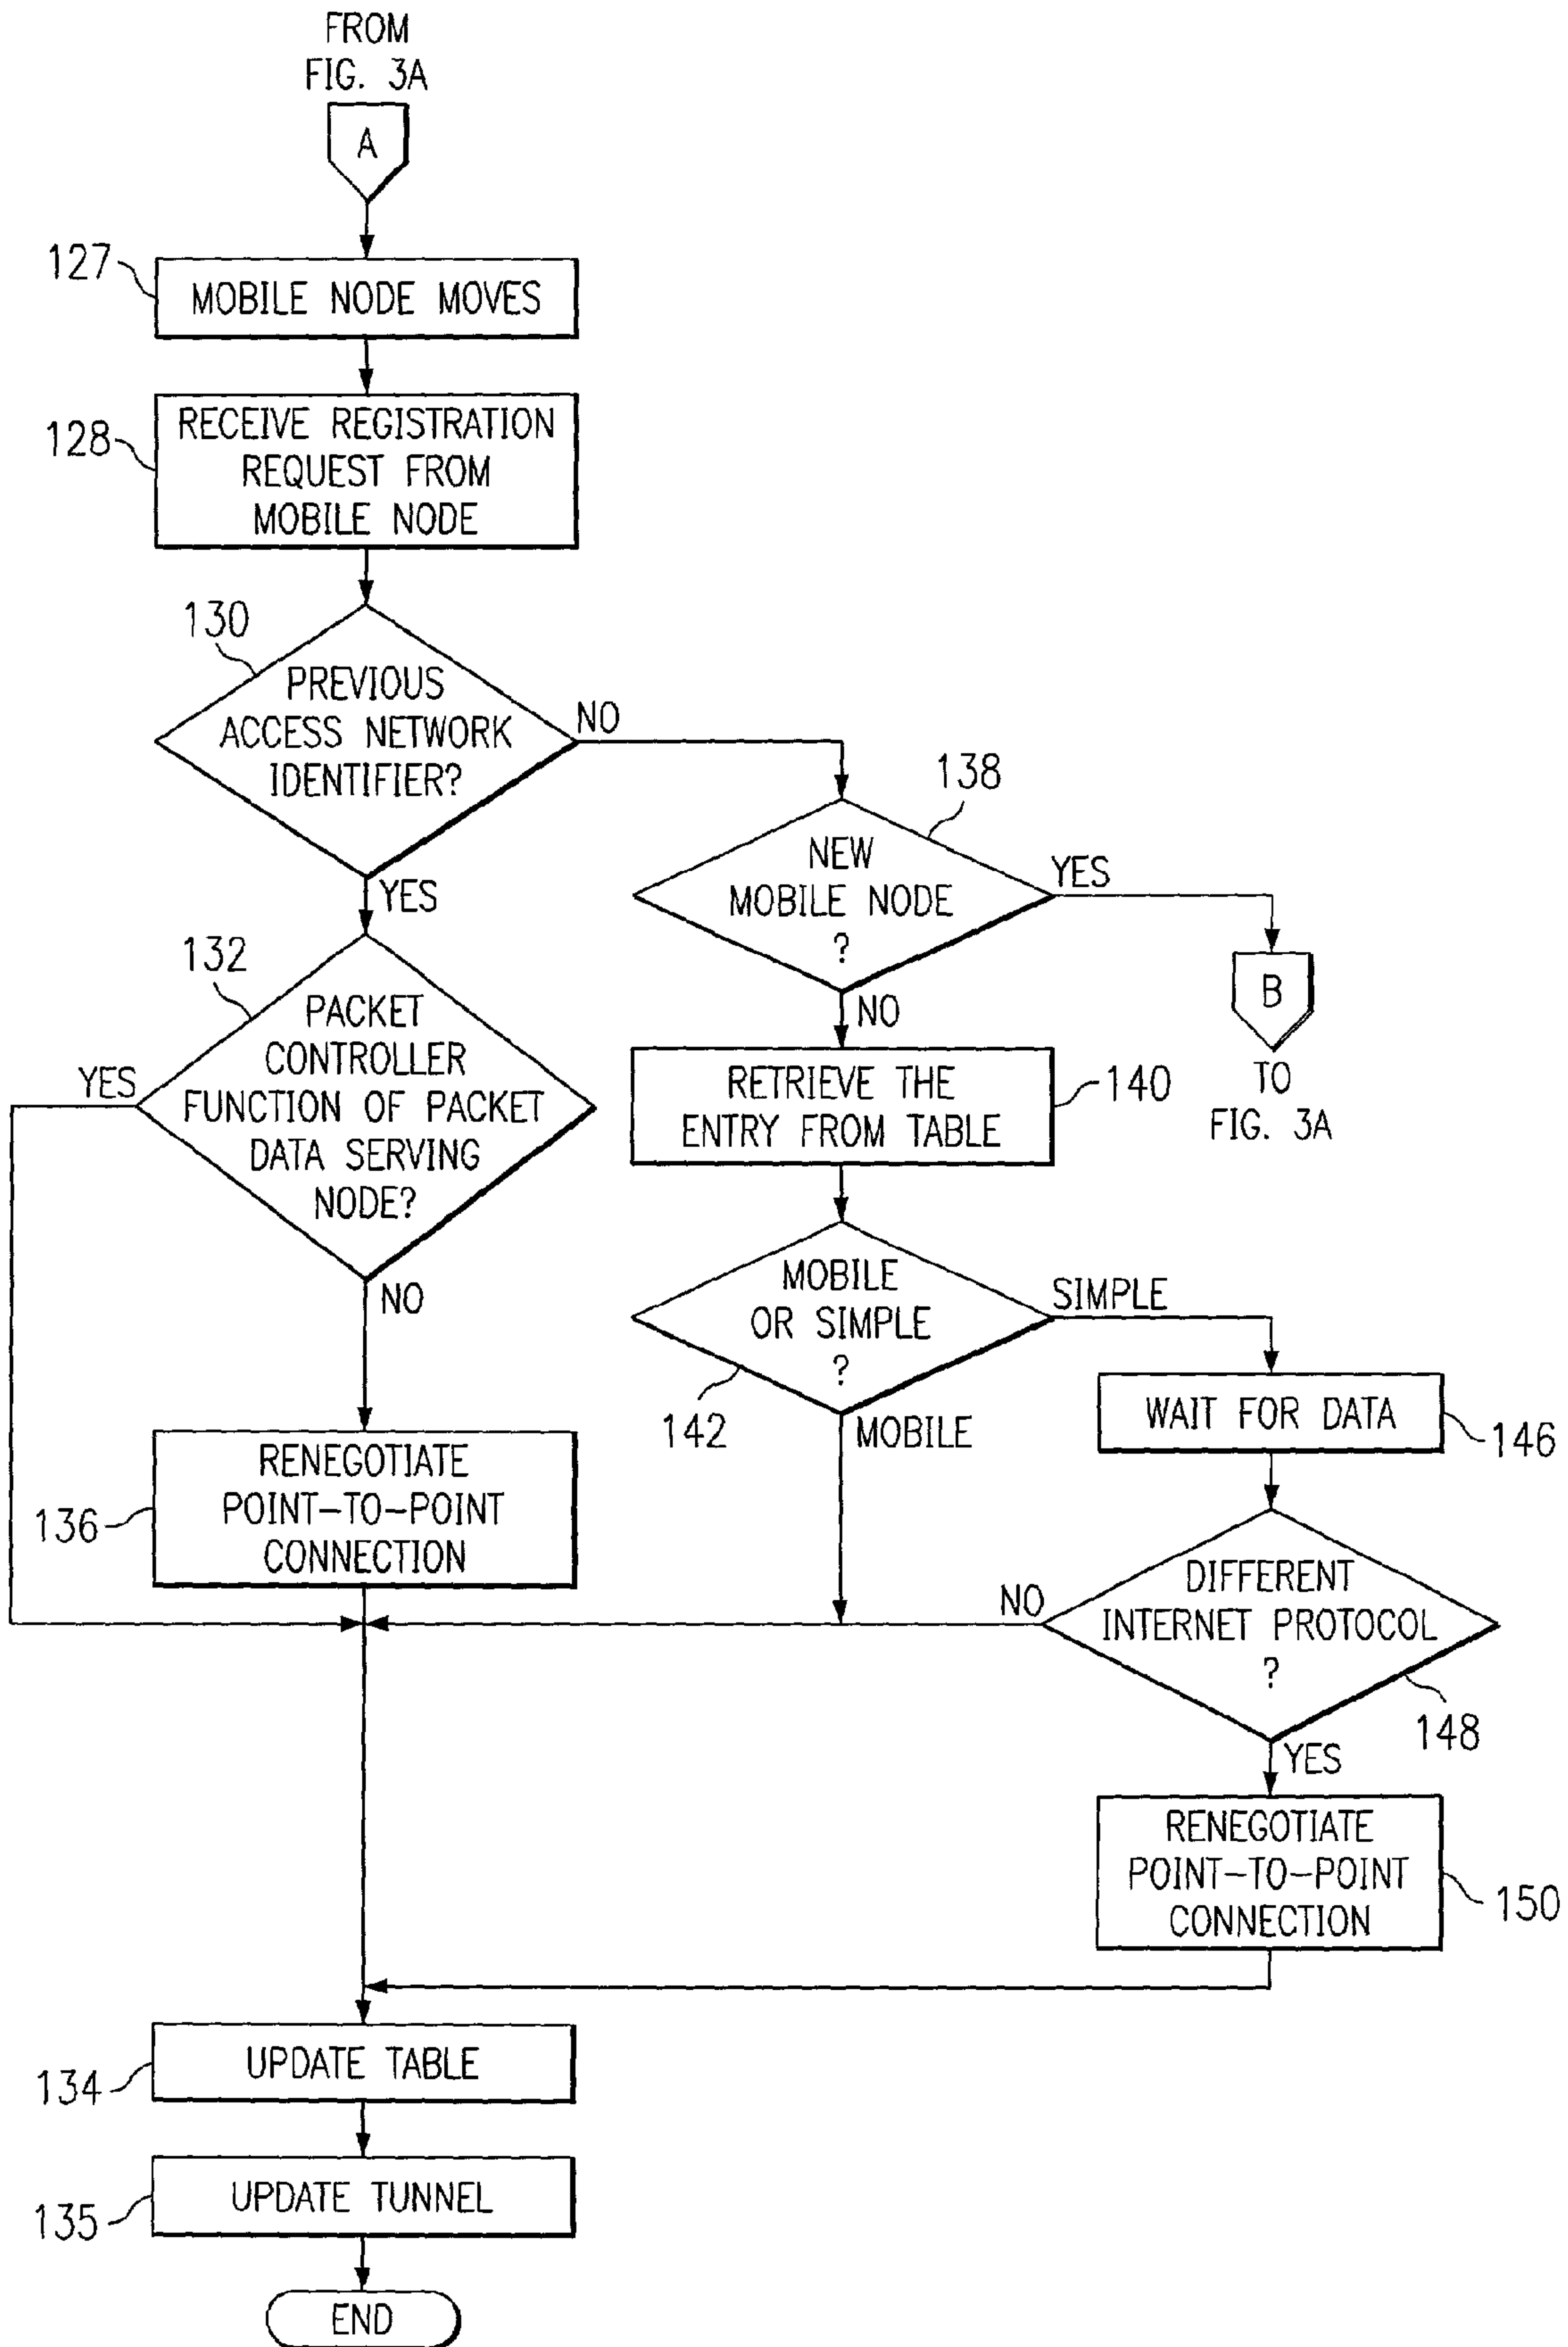 FROM
FIG. 3A
A
127
MOBILE NODE MOVES
128
RECEIVE REGISTRATION
REQUEST FROM
MOBILE NODE
130
PREVIOUS
ACCESS NETWORK
IDENTIFIER?
NO
YES
138
NEW
MOBILE NODE
?
YES
NO
B
TO
FIG. 3A
132
PACKET
CONTROLLER
FUNCTION OF PACKET
DATA SERVING
NODE?
YES
NO
RETRIEVE THE
ENTRY FROM TABLE
140
MOBILE
OR SIMPLE
?
SIMPLE
142
MOBILE
WAIT FOR DATA
146
136
RENEGOTIATE
POINT-TO-POINT
CONNECTION
DIFFERENT
INTERNET PROTOCOL
?
NO
148
YES
RENEGOTIATE
POINT-TO-POINT
CONNECTION
150
134
UPDATE TABLE
135
UPDATE TUNNEL
END